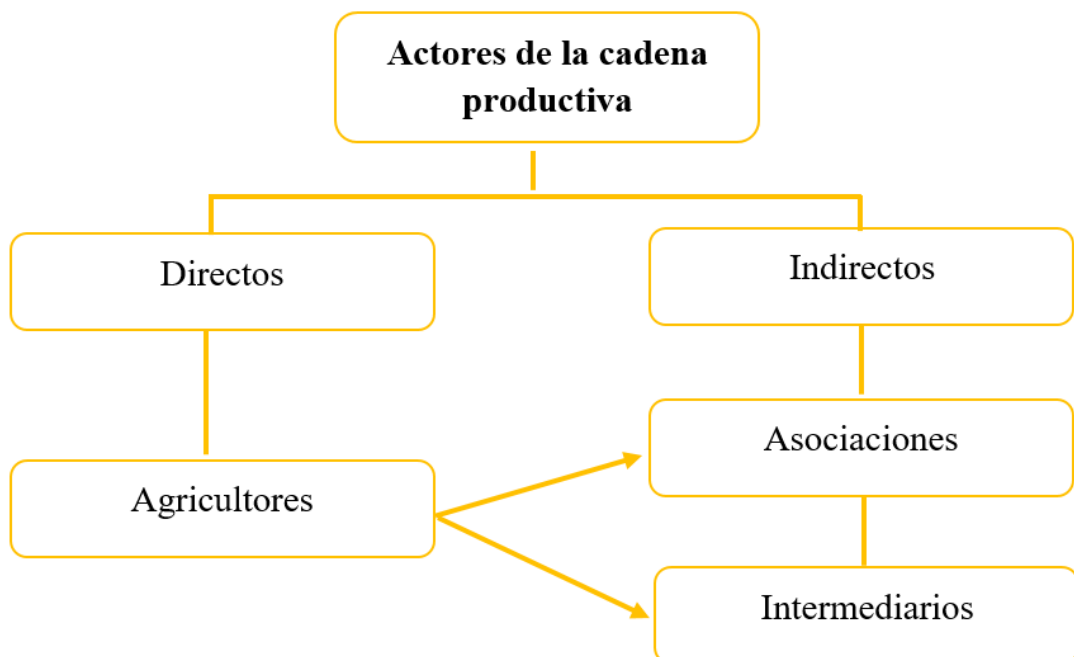 Actores de la cadena
productiva
Directos
Indirectos
Agricultores
Asociaciones
Intermediarios